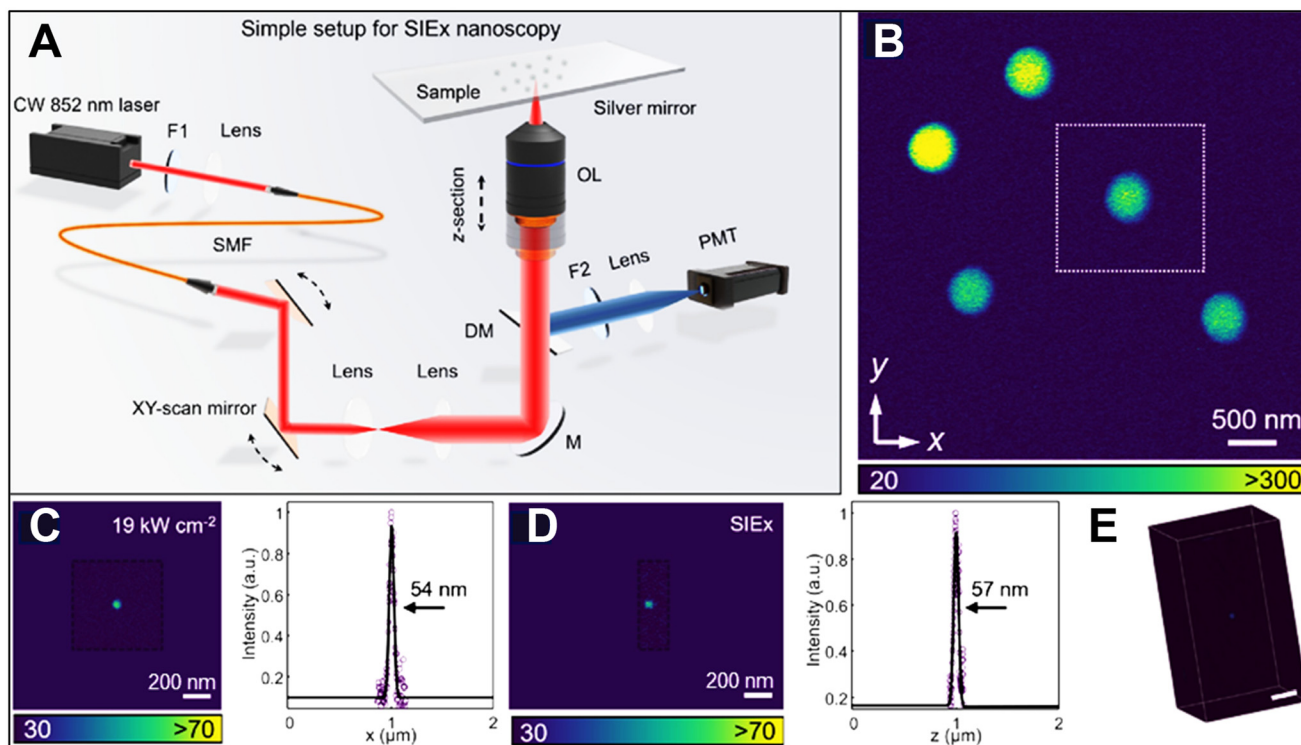 A
Simple setup for SIEx nanoscopy
CW 852 nm laser
F1
Lens
SMF
XY-scan mirror
Lens
Lens
M
DM
F2
Lens
PMT
OL
z-section
Sample
Silver mirror
B
y
x
500 nm
20
>300
C
19 kW cm⁻²
200 nm
30
>70
Intensity (a.u.)
1
0.8
0.6
0.4
0.2
54 nm
0
1
2
x (μm)
D
SIEx
200 nm
30
>70
Intensity (a.u.)
1
0.8
0.6
0.4
0.2
57 nm
0
1
2
z (μm)
E